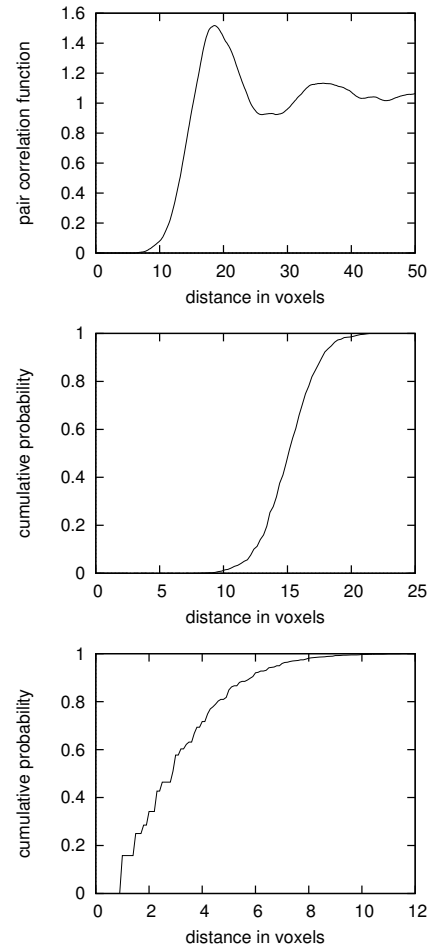 1.6
1.4
1.2
1
0.8
0.6
0.4
0.2
0
pair correlation function
0 10 20 30 40 50
distance in voxels
1
0.8
0.6
0.4
0.2
0
cumulative probability
0 5 10 15 20 25
distance in voxels
1
0.8
0.6
0.4
0.2
0
cumulative probability
0 2 4 6 8 10 12
distance in voxels